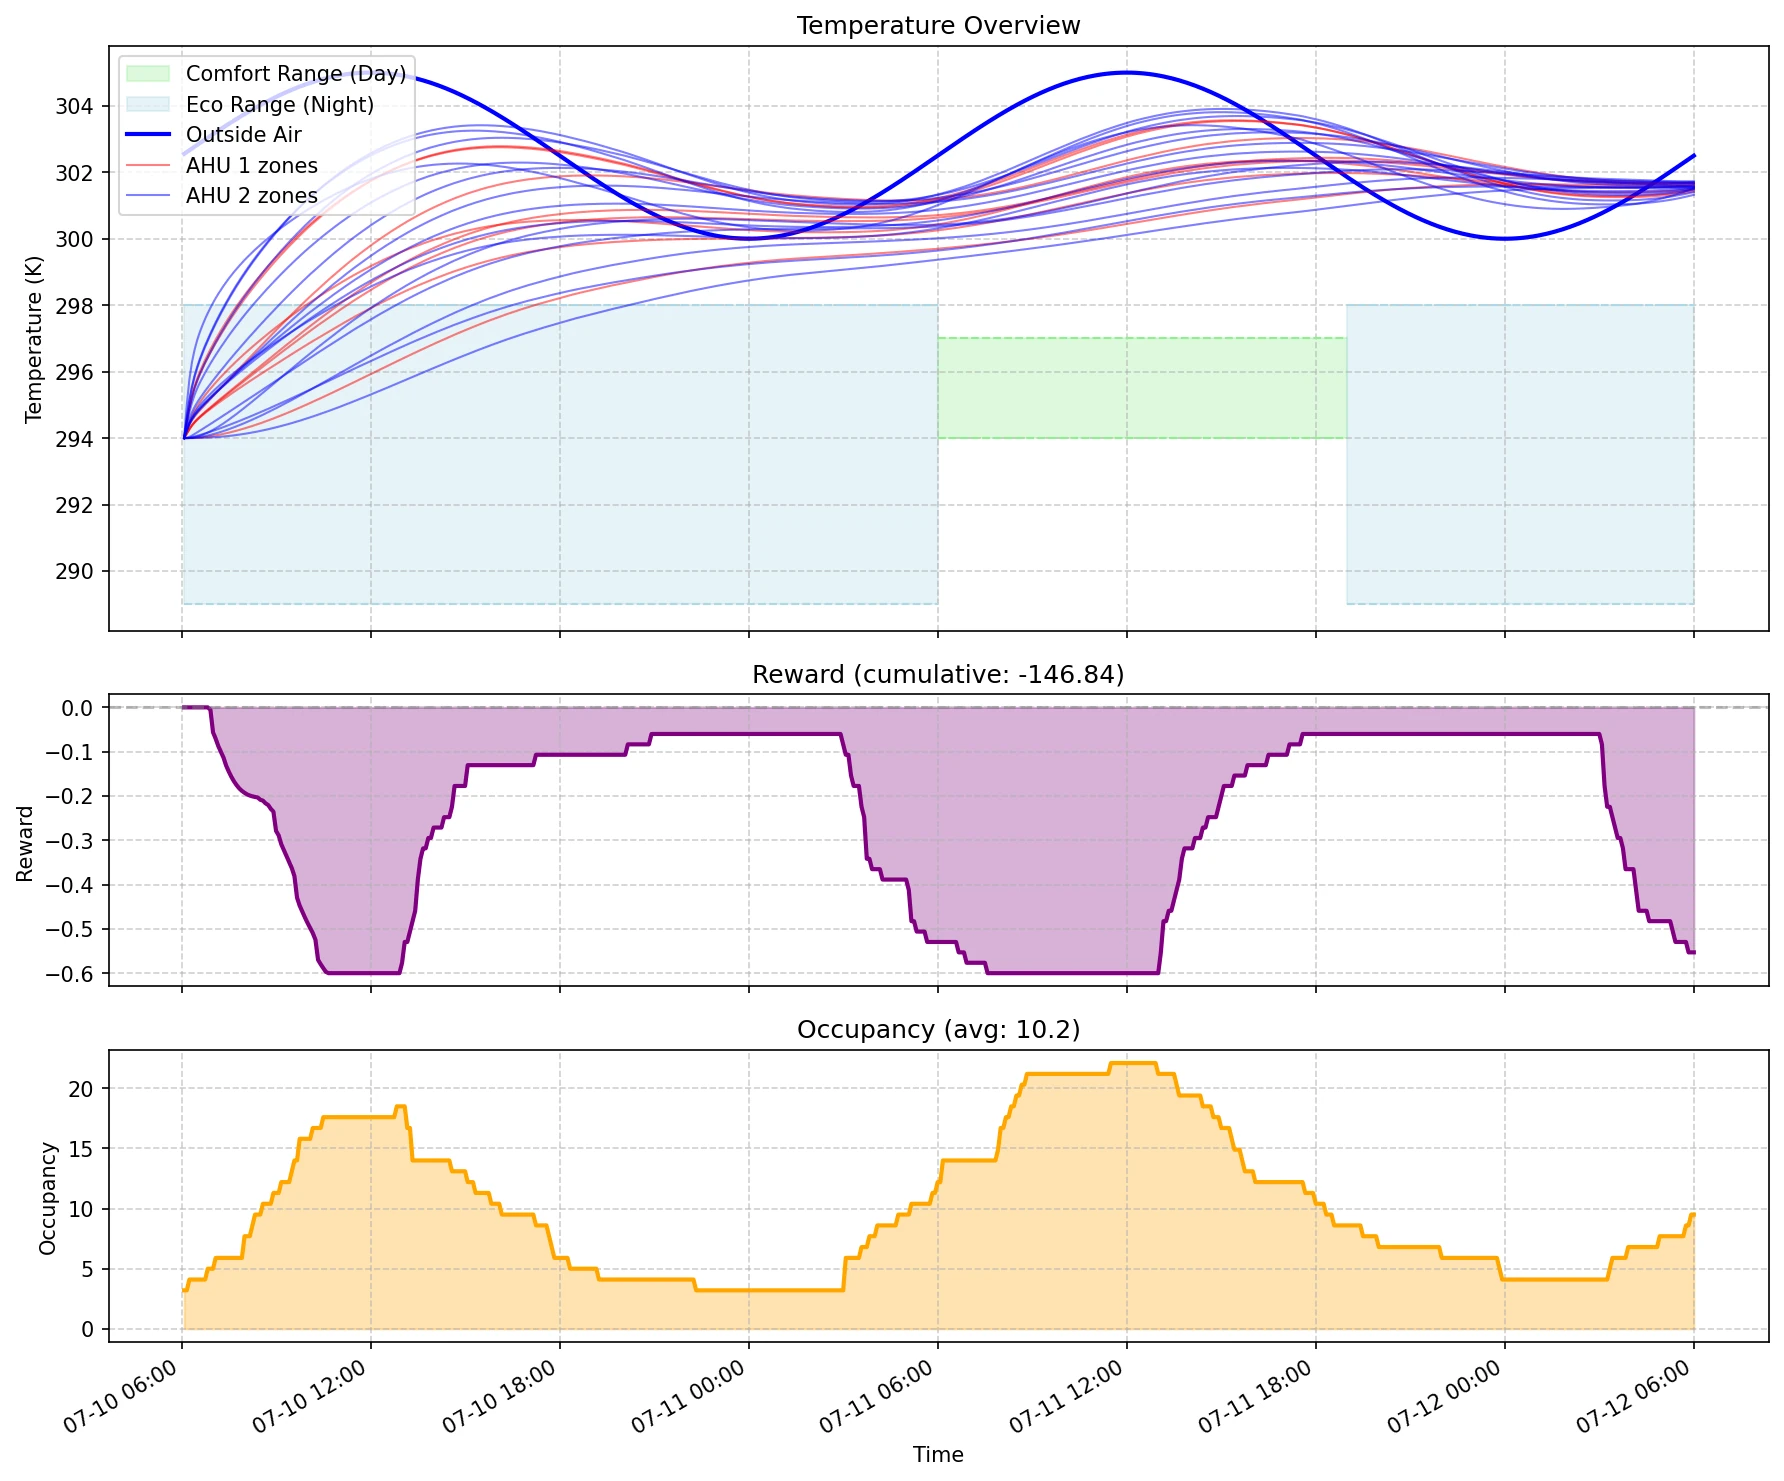 Temperature Overview
Comfort Range (Day)
Eco Range (Night)
Outside Air
AHU 1 zones
AHU 2 zones
Temperature (K)
304
302
300
298
296
294
292
290
Reward (cumulative: -146.84)
Reward
0.0
−0.1
−0.2
−0.3
−0.4
−0.5
−0.6
Occupancy (avg: 10.2)
Occupancy
20
15
10
5
0
07-10 06:00
07-10 12:00
07-10 18:00
07-11 00:00
07-11 06:00
07-11 12:00
07-11 18:00
07-12 00:00
07-12 06:00
Time